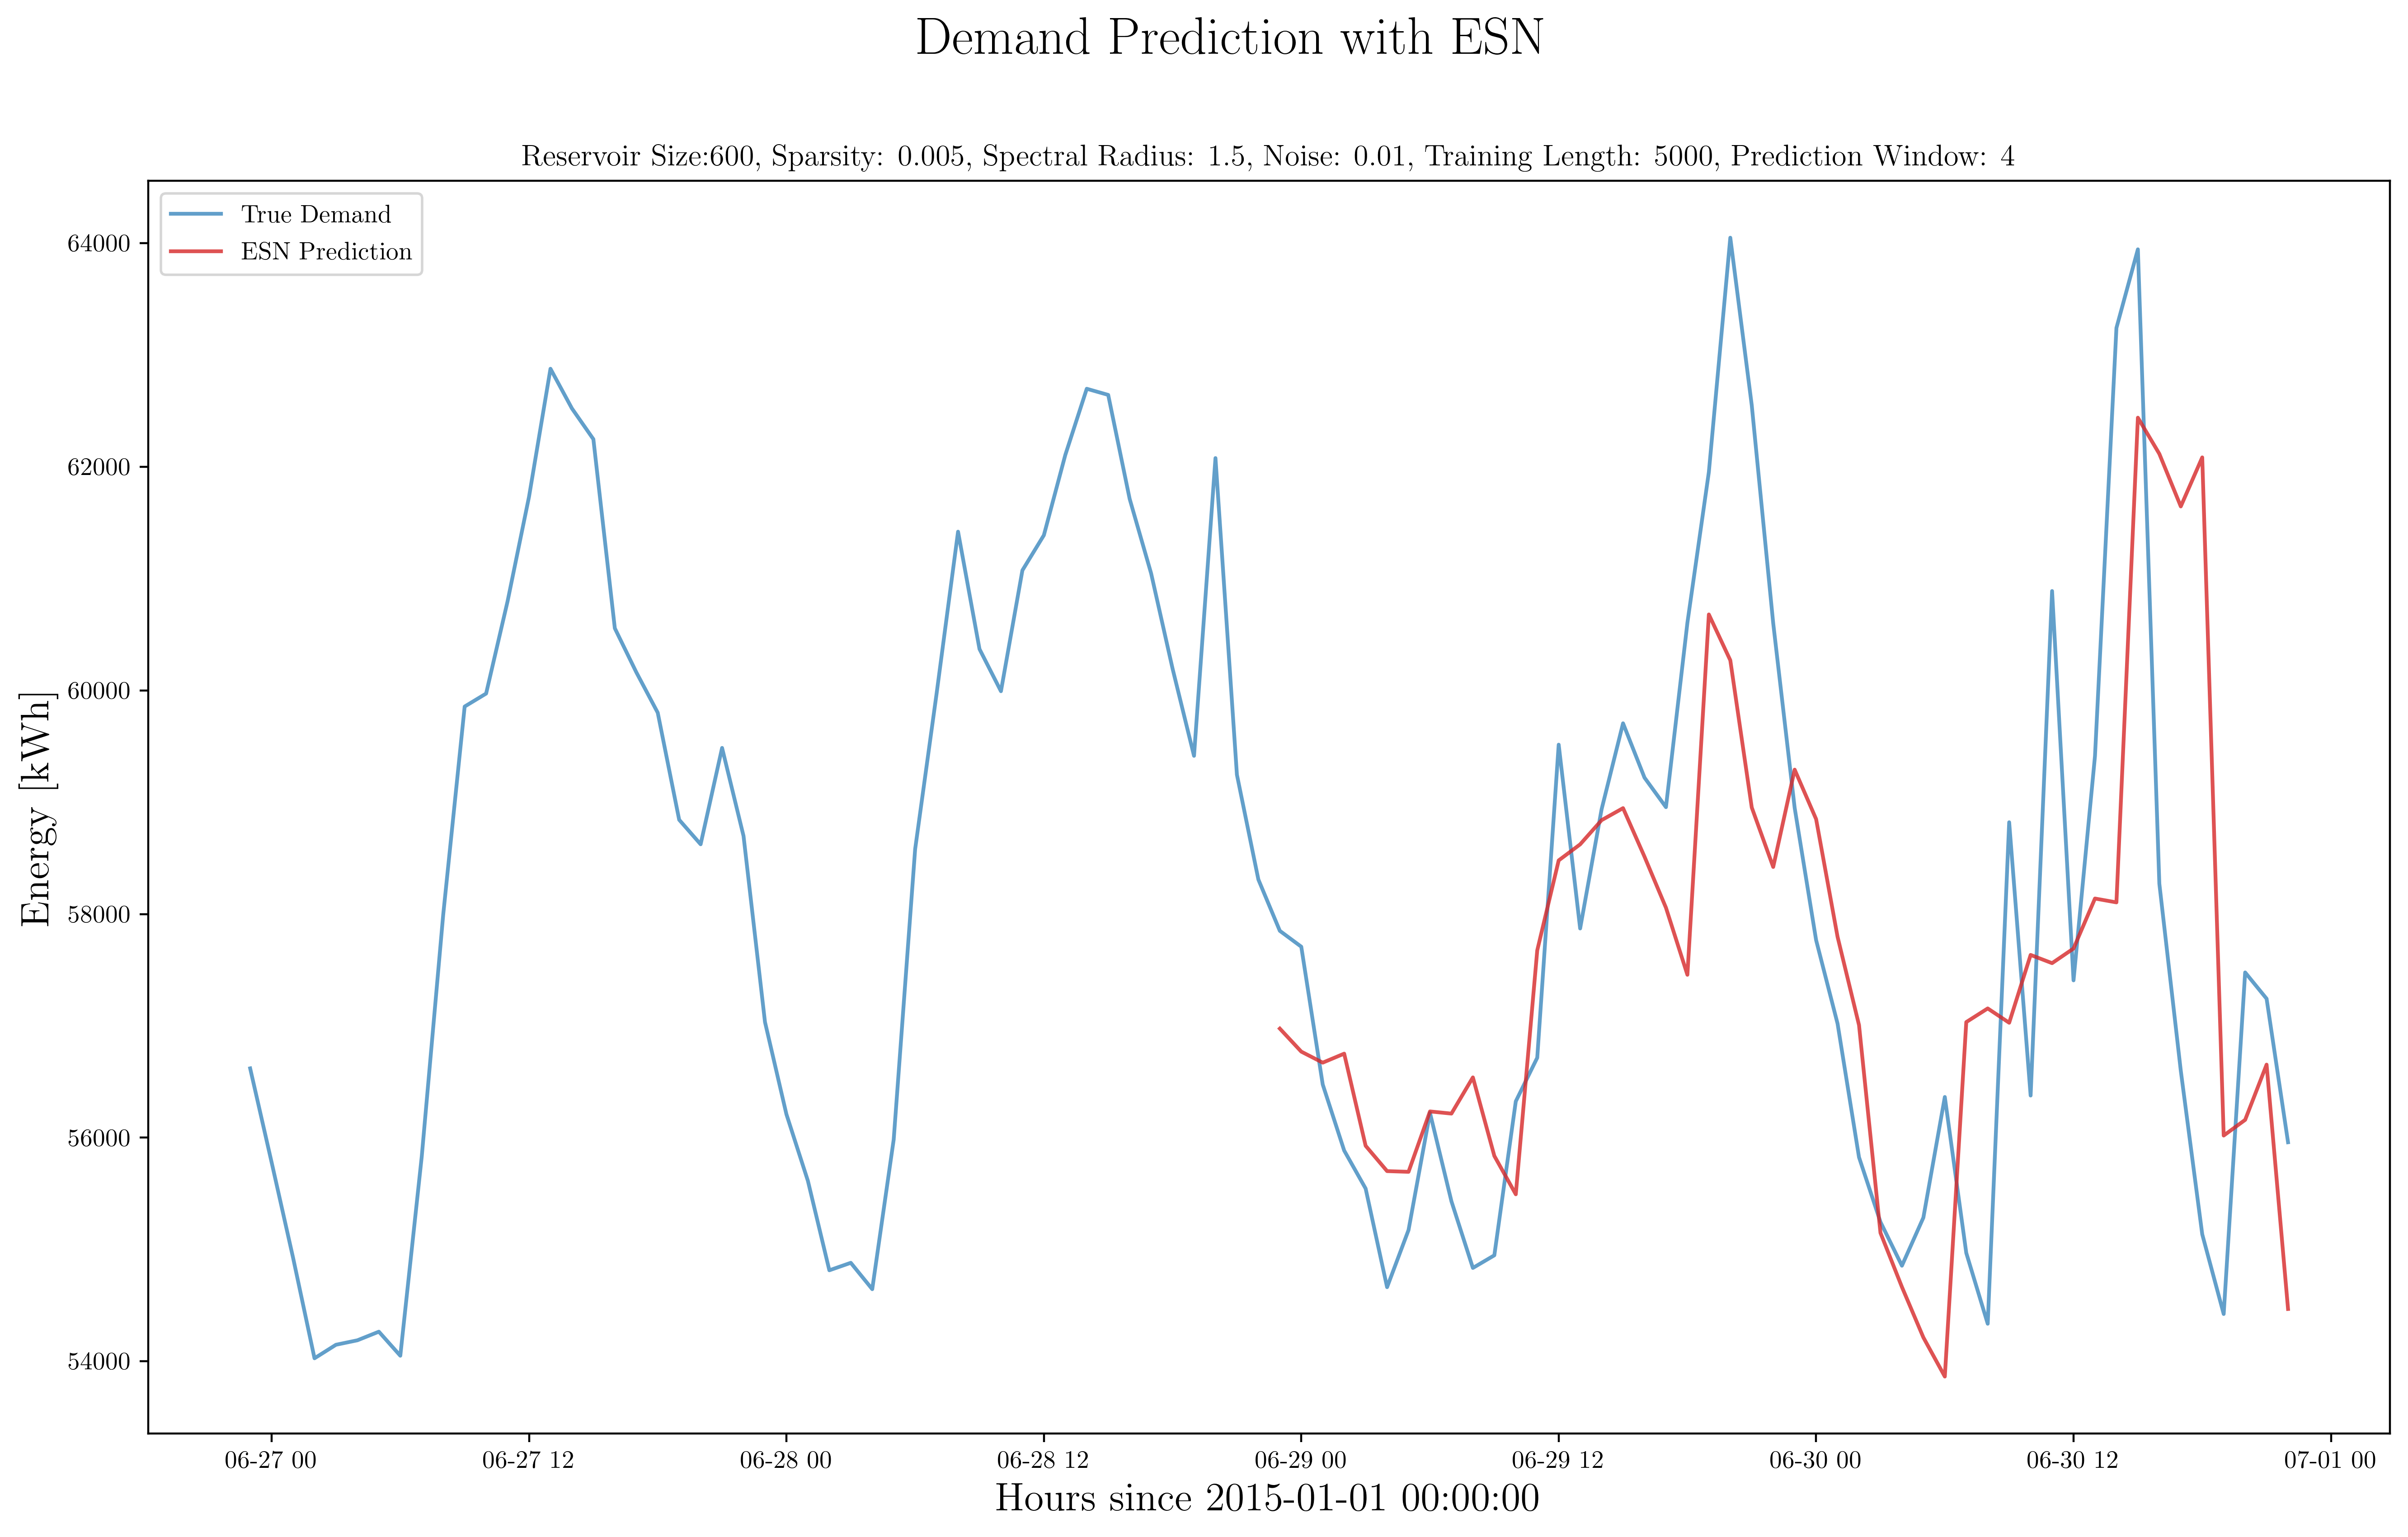 Demand Prediction with ESN
Reservoir Size:600, Sparsity: 0.005, Spectral Radius: 1.5, Noise: 0.01, Training Length: 5000, Prediction Window: 4
True Demand
ESN Prediction
64000
62000
60000
58000
56000
54000
Energy [kWh]
06-27 00
06-27 12
06-28 00
06-28 12
06-29 00
06-29 12
06-30 00
06-30 12
07-01 00
Hours since 2015-01-01 00:00:00